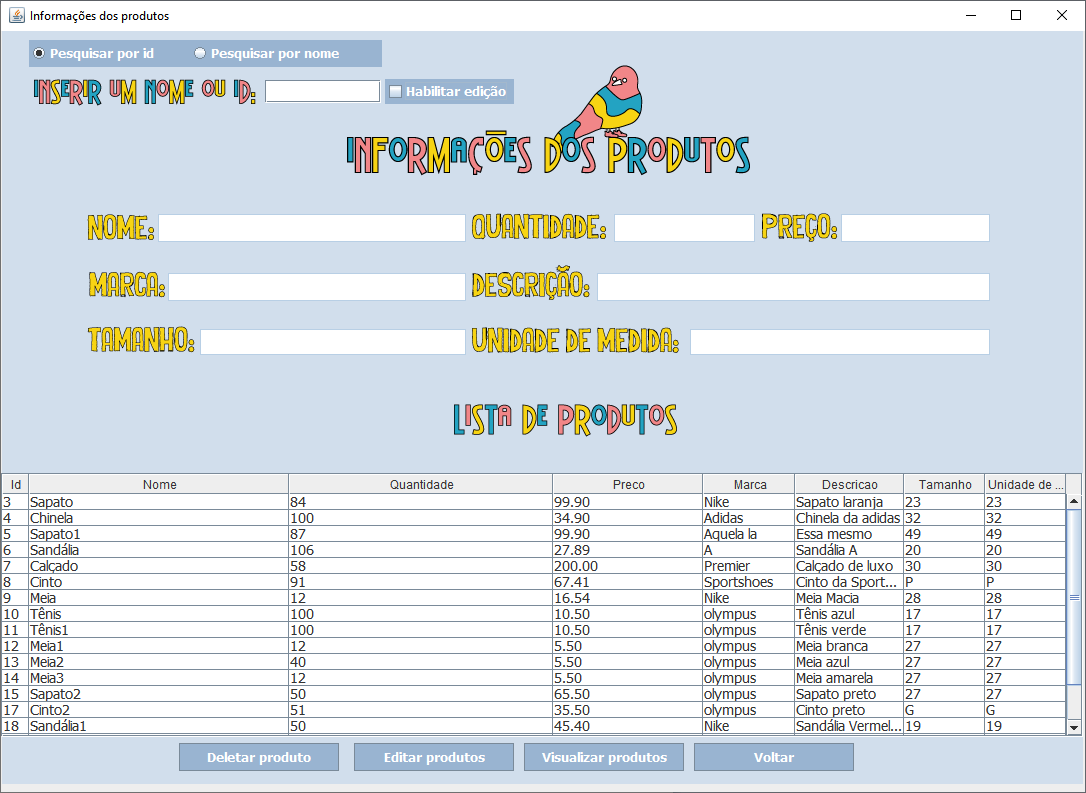 Informações dos produtos
Pesquisar por id Pesquisar por nome
INSERIR UM NOME OU ID: Habilitar edição
INFORMAÇÕES DOS PRODUTOS
NOME: QUANTIDADE: PREÇO:
MARCA: DESCRIÇÃO:
TAMANHO: UNIDADE DE MEDIDA:
LISTA DE PRODUTOS
Id Nome Quantidade Preco Marca Descricao Tamanho Unidade de ...
3 Sapato 84 99.90 Nike Sapato laranja 23 23
4 Chinela 100 34.90 Adidas Chinela da adidas 32 32
5 Sapato1 87 99.90 Aquela la Essa mesmo 49 49
6 Sandália 106 27.89 A Sandália A 20 20
7 Calçado 58 200.00 Premier Calçado de luxo 30 30
8 Cinto 91 67.41 Sportshoes Cinto da Sport... P P
9 Meia 12 16.54 Nike Meia Macia 28 28
10 Tênis 100 10.50 olympus Tênis azul 17 17
11 Tênis1 100 10.50 olympus Tênis verde 17 17
12 Meia1 12 5.50 olympus Meia branca 27 27
13 Meia2 40 5.50 olympus Meia azul 27 27
14 Meia3 12 5.50 olympus Meia amarela 27 27
15 Sapato2 50 65.50 olympus Sapato preto 27 27
17 Cinto2 51 35.50 olympus Cinto preto G G
18 Sandália1 50 45.40 Nike Sandália Vermel... 19 19
Deletar produto Editar produtos Visualizar produtos Voltar